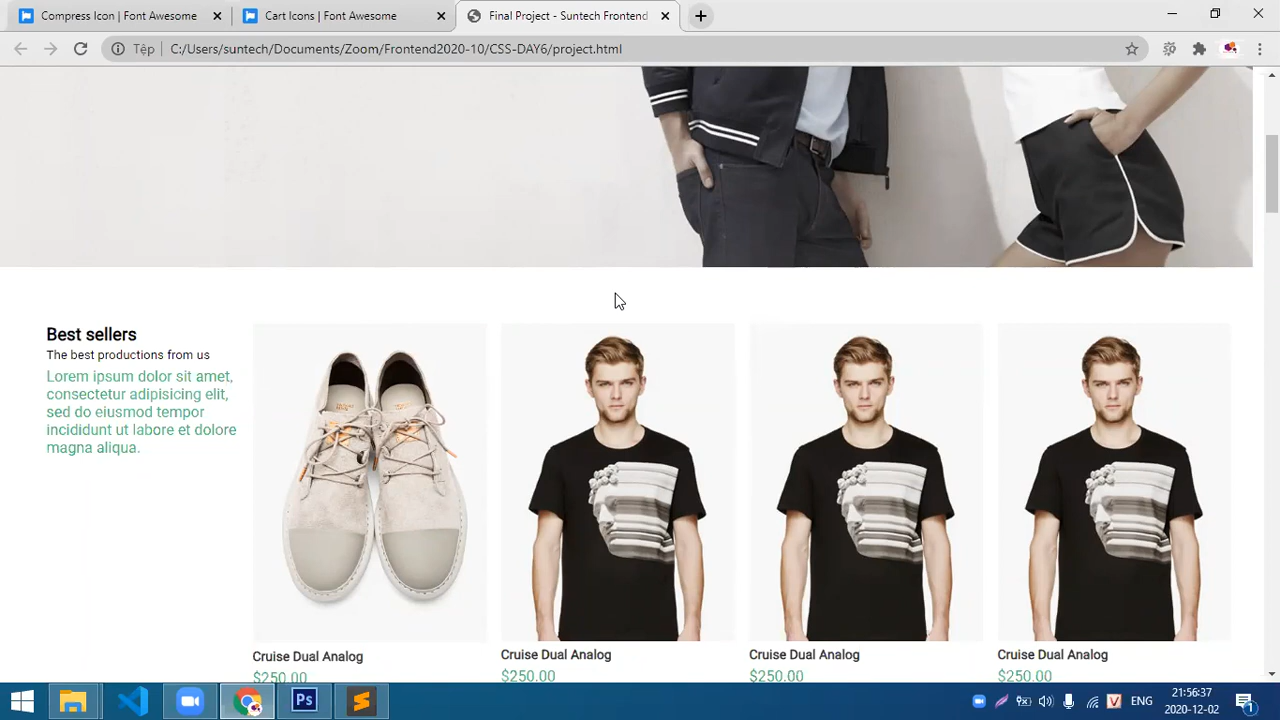 Compress Icon | Font Awesome
Cart Icons | Font Awesome
Final Project - Suntech Frontend
Tệp
C:/Users/suntech/Documents/Zoom/Frontend2020-10/CSS-DAY6/project.html
Best sellers
The best productions from us
Lorem ipsum dolor sit amet,
consectetur adipisicing elit,
sed do eiusmod tempor
incididunt ut labore et dolore
magna aliqua.
Cruise Dual Analog
$250.00
Cruise Dual Analog
$250.00
Cruise Dual Analog
$250.00
Cruise Dual Analog
$250.00
Ps
V
ENG
21:56:37
2020-12-02
1